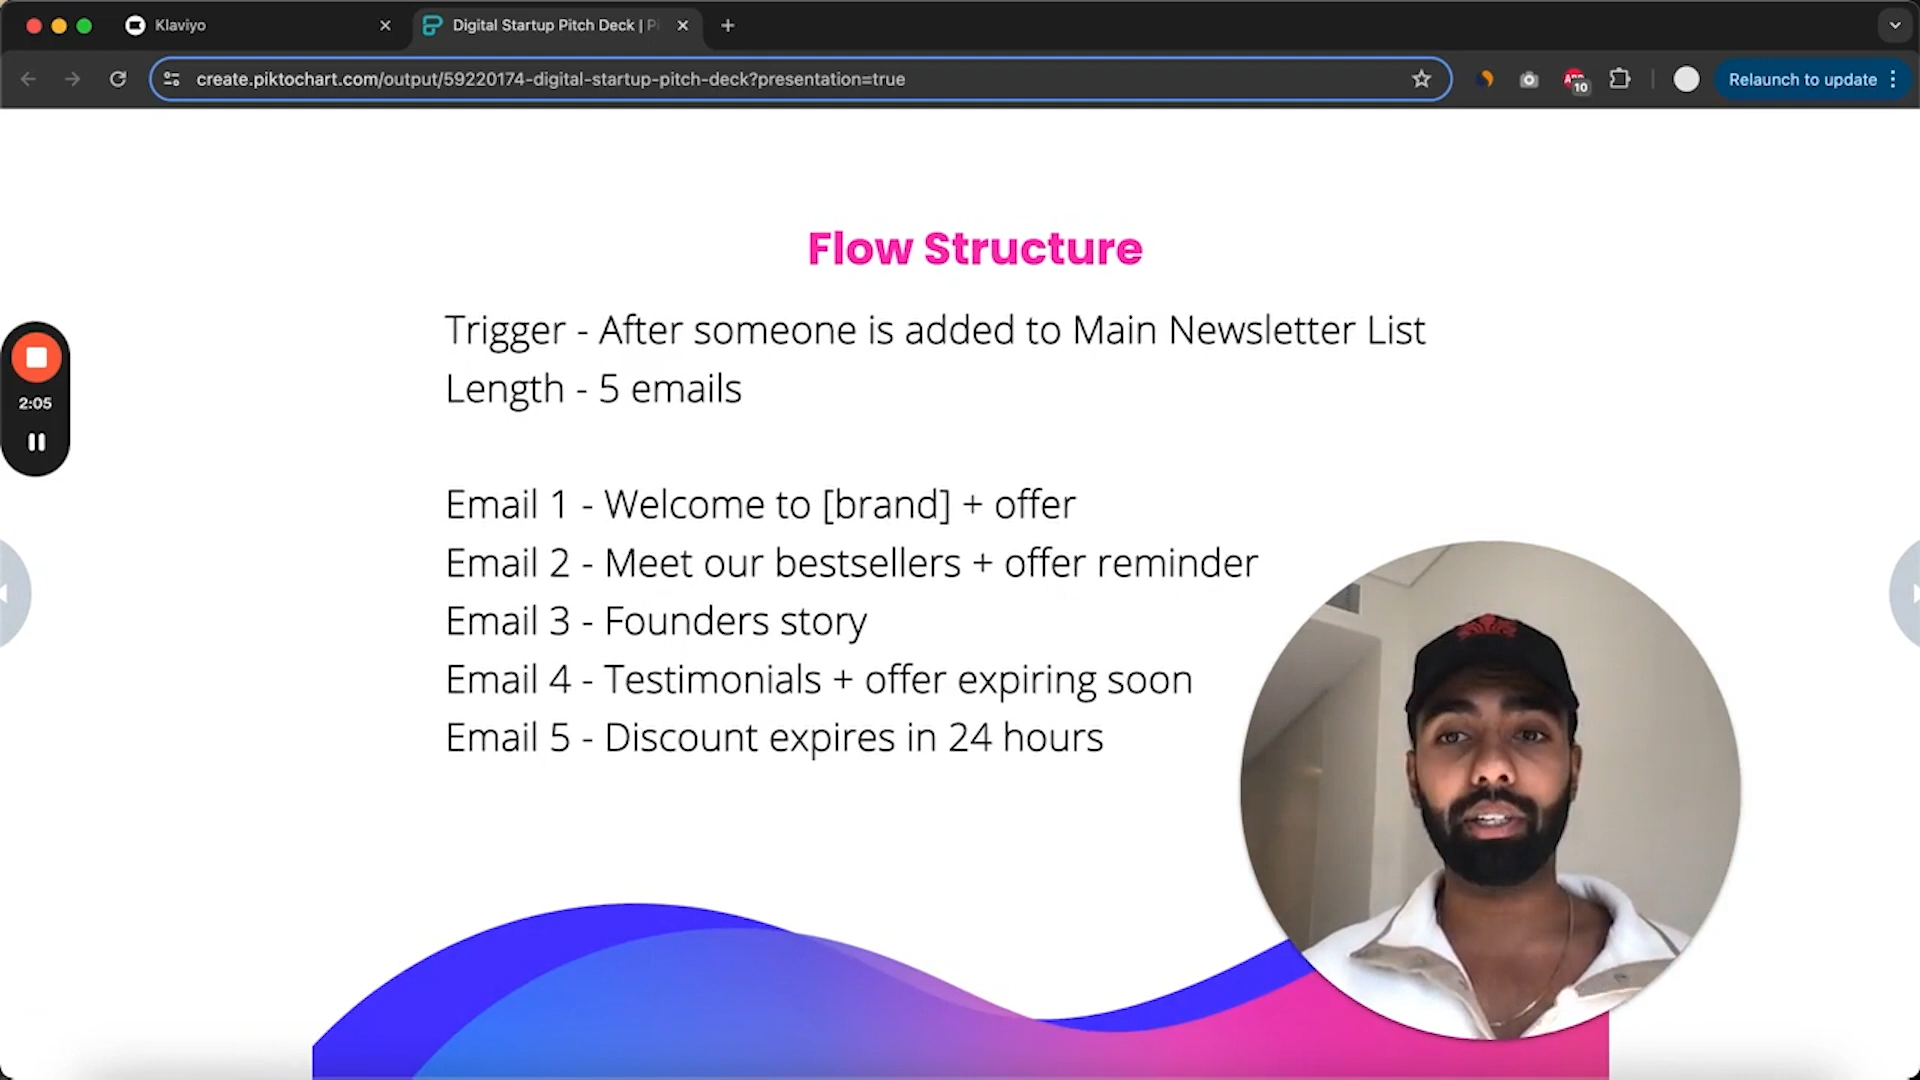 Klaviyo
Digital Startup Pitch Deck | Pi
create.piktochart.com/output/59220174-digital-startup-pitch-deck?presentation=true
10
Relaunch to update
Flow Structure
Trigger - After someone is added to Main Newsletter List
Length - 5 emails
2:05
Email 1 - Welcome to [brand] + offer
Email 2 - Meet our bestsellers + offer reminder
Email 3 - Founders story
Email 4 - Testimonials + offer expiring soon
Email 5 - Discount expires in 24 hours